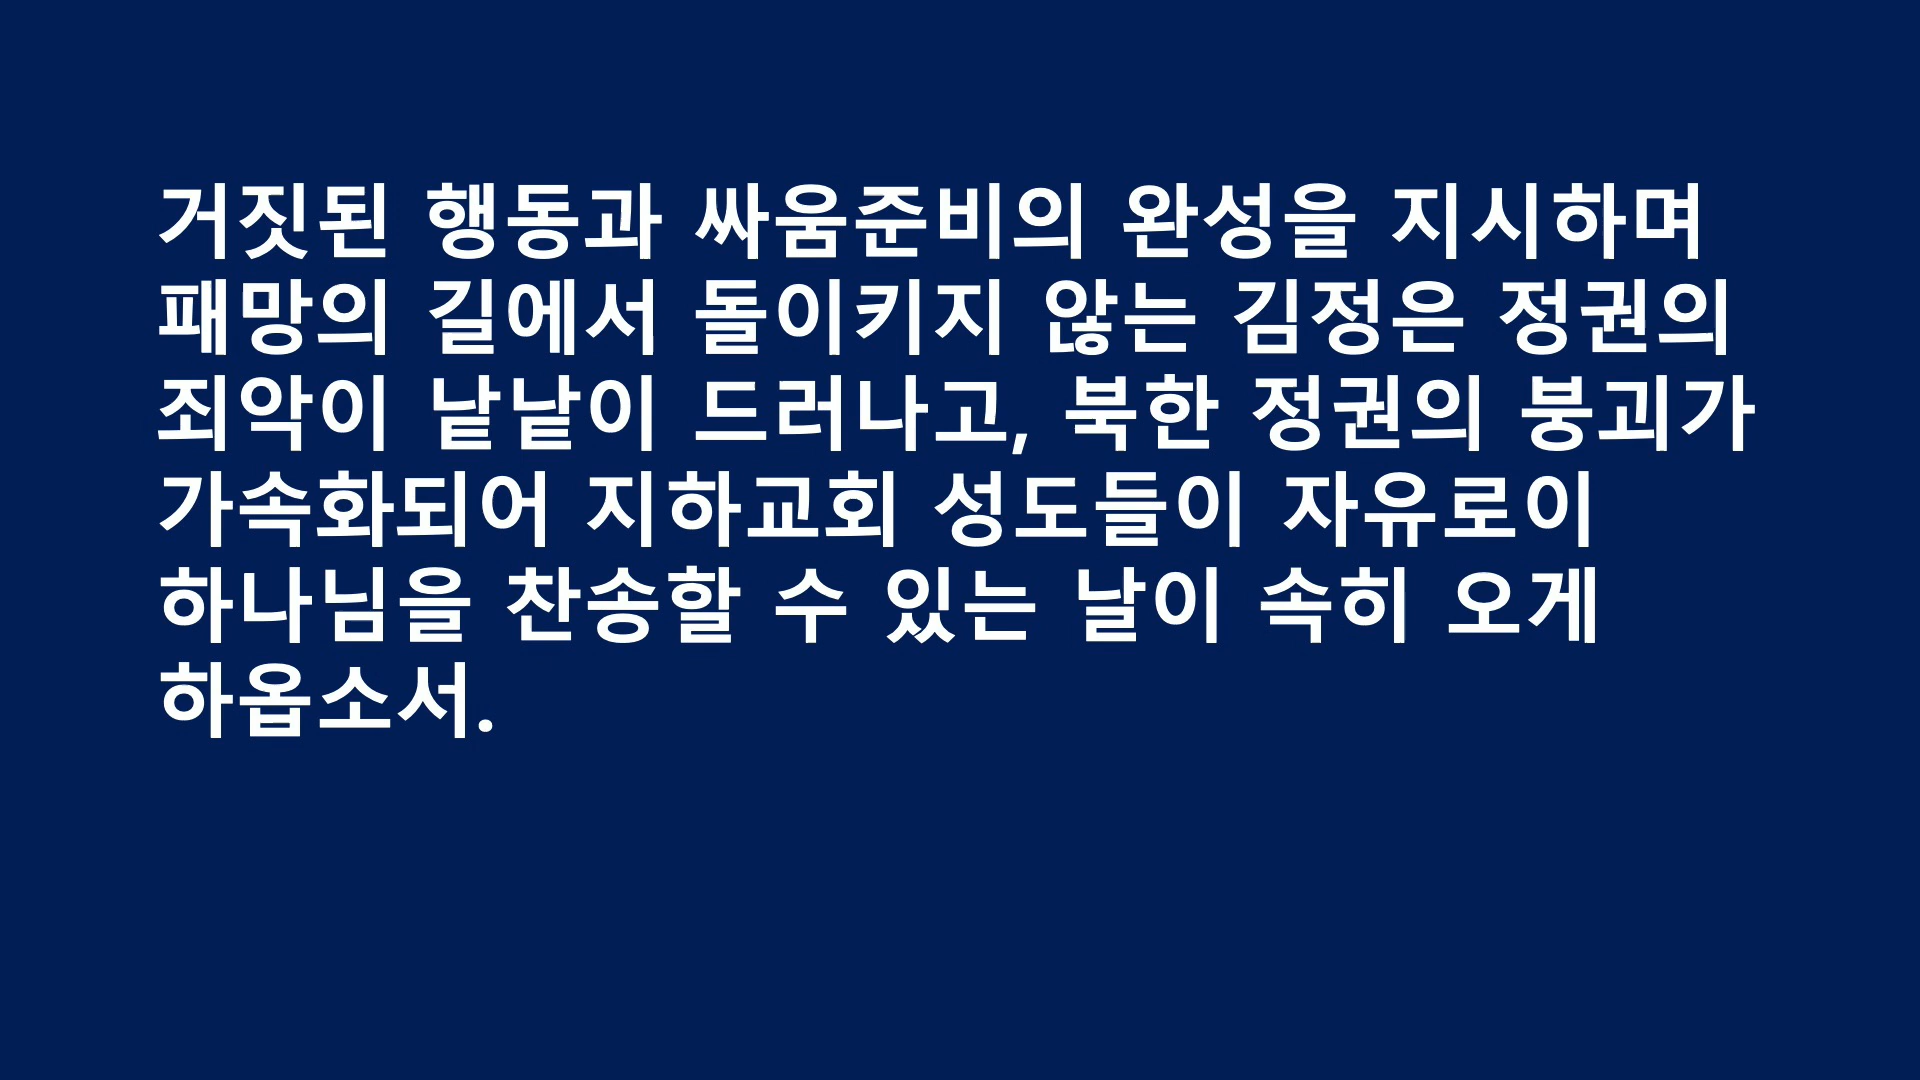 거짓된 행동과 싸움준비의 완성을 지시하며
패망의 길에서 돌이키지 않는 김정은 정권의
죄악이 낱낱이 드러나고, 북한 정권의 붕괴가
가속화되어 지하교회 성도들이 자유로이
하나님을 찬송할 수 있는 날이 속히 오게
하옵소서.